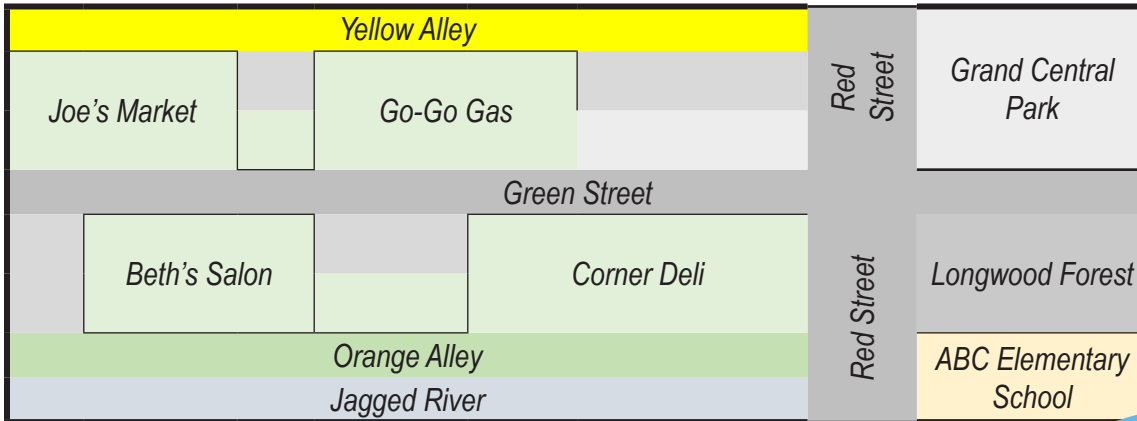 Yellow Alley
Joe's Market
Go-Go Gas
Red
Street
Grand Central
Park
Green Street
Beth's Salon
Corner Deli
Red Street
Longwood Forest
Orange Alley
Jagged River
ABC Elementary
School